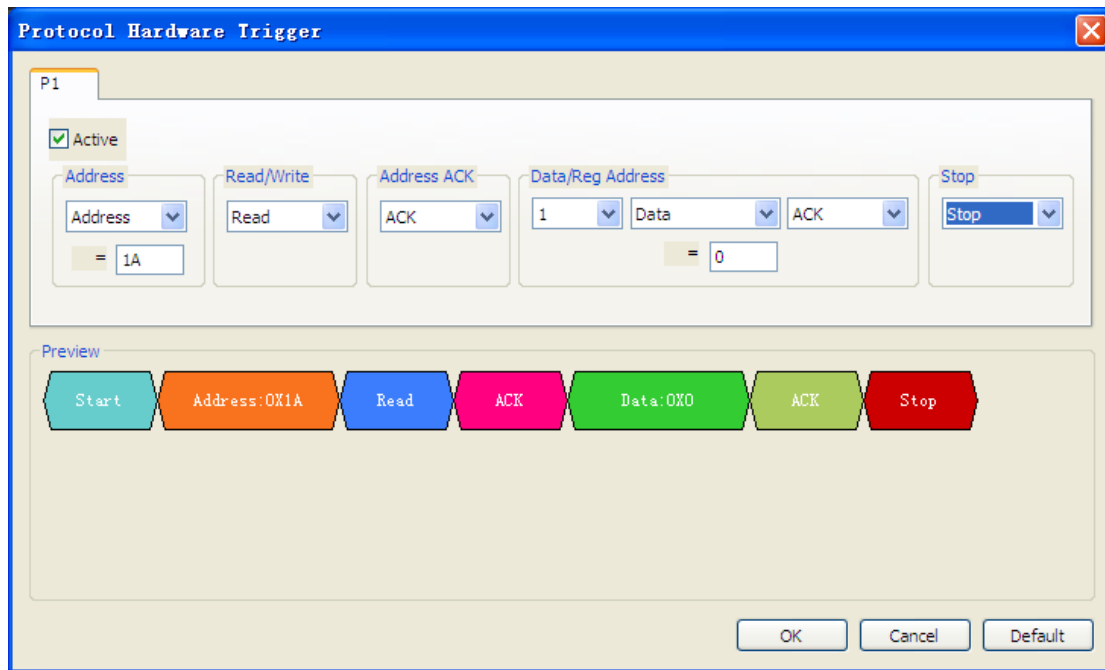 Protocol Hardware Trigger
P1
Active
Address Read/Write Address ACK Data/Reg Address Stop
Address Read ACK 1 Data ACK Stop
= 1A = 0
Preview
Start Address:0X1A Read ACK Data:0X0 ACK Stop
OK Cancel Default